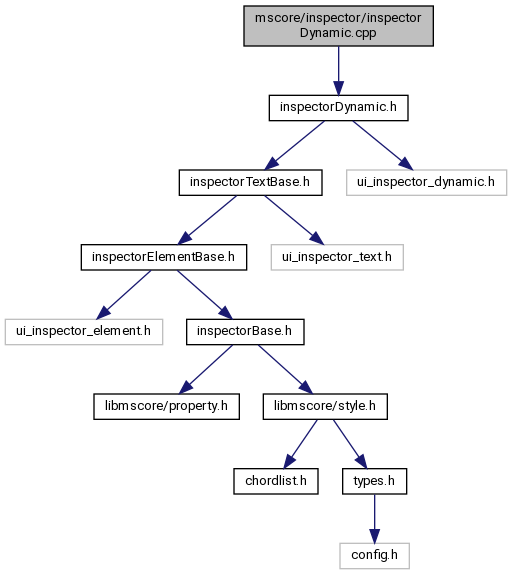 mscore/inspector/inspector
Dynamic.cpp
inspectorDynamic.h
inspectorTextBase.h
ui_inspector_dynamic.h
inspectorElementBase.h
ui_inspector_text.h
ui_inspector_element.h
inspectorBase.h
libmscore/property.h
libmscore/style.h
chordlist.h
types.h
config.h